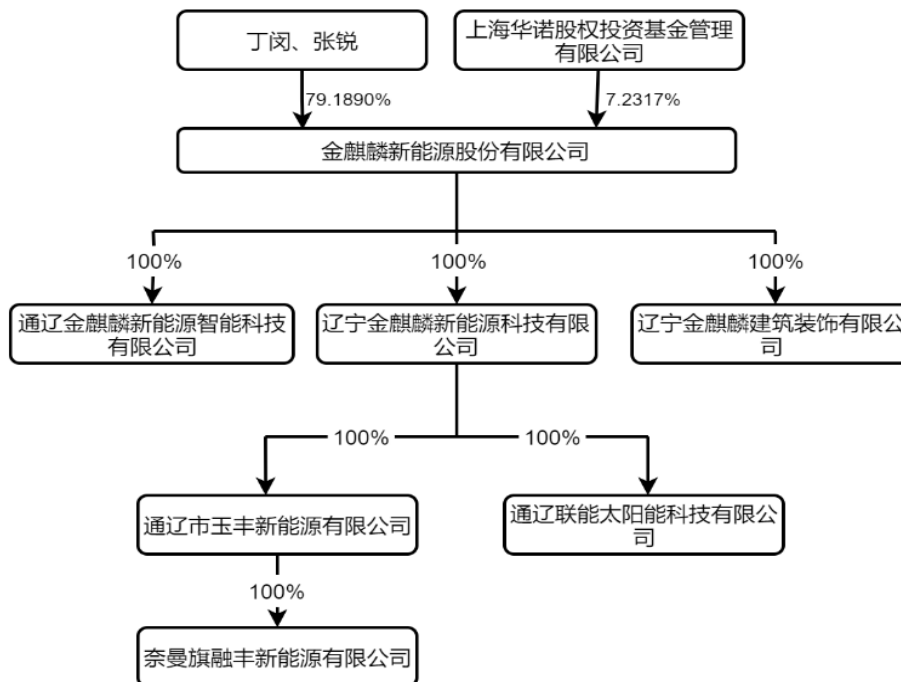 丁闵、张锐
上海华诺股权投资基金管理
有限公司
79.1890%
7.2317%
金麒麟新能源股份有限公司
100%
100%
100%
通辽金麒麟新能源智能科技
有限公司
辽宁金麒麟新能源科技有限
公司
辽宁金麒麟建筑装饰有限公
司
100%
100%
通辽市玉丰新能源有限公司
通辽联能太阳能科技有限公
司
100%
奈曼旗融丰新能源有限公司